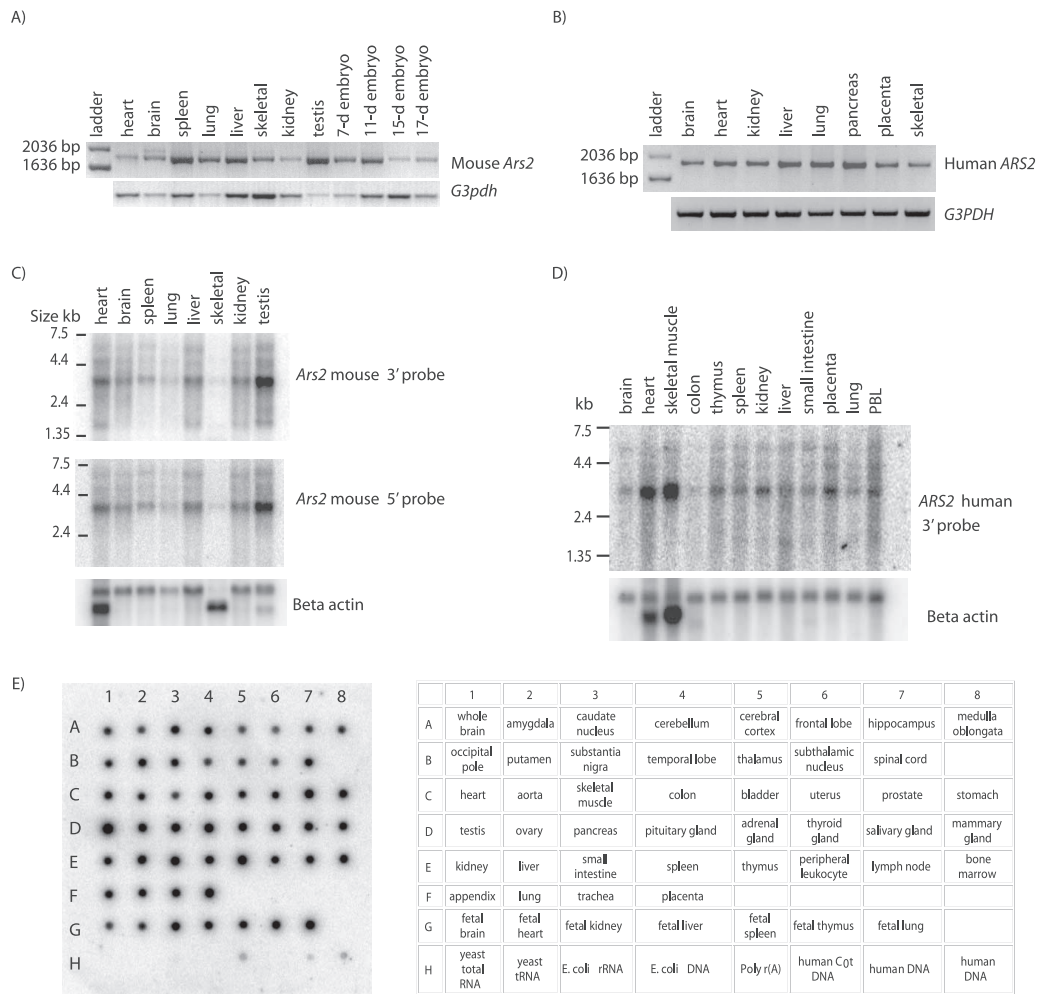 A)
ladder
heart
brain
spleen
lung
liver
skeletal
kidney
testis
7-d embryo
11-d embryo
15-d embryo
17-d embryo
2036 bp
1636 bp
Mouse Ars2
G3pdh
B)
ladder
brain
heart
kidney
liver
lung
pancreas
placenta
skeletal
2036 bp
1636 bp
Human ARS2
G3PDH
C)
Size kb
heart
brain
spleen
lung
liver
skeletal
kidney
testis
7.5
4.4
2.4
1.35
Ars2 mouse 3′ probe
7.5
4.4
2.4
Ars2 mouse 5′ probe
Beta actin
D)
kb
brain
heart
skeletal muscle
colon
thymus
spleen
kidney
liver
small intestine
placenta
lung
PBL
7.5
4.4
2.4
1.35
ARS2 human
3′ probe
Beta actin
E)
1 2 3 4 5 6 7 8
A
B
C
D
E
F
G
H
1 2 3 4 5 6 7 8
A whole brain amygdala caudate nucleus cerebellum cerebral cortex frontal lobe hippocampus medulla oblongata
B occipital pole putamen substantia nigra temporal lobe thalamus subthalamic nucleus spinal cord
C heart aorta skeletal muscle colon bladder uterus prostate stomach
D testis ovary pancreas pituitary gland adrenal gland thyroid gland salivary gland mammary gland
E kidney liver small intestine spleen thymus peripheral leukocyte lymph node bone marrow
F appendix lung trachea placenta
G fetal brain fetal heart fetal kidney fetal liver fetal spleen fetal thymus fetal lung
H yeast total RNA yeast tRNA E. coli rRNA E. coli DNA Poly r(A) human C0t DNA human DNA human DNA